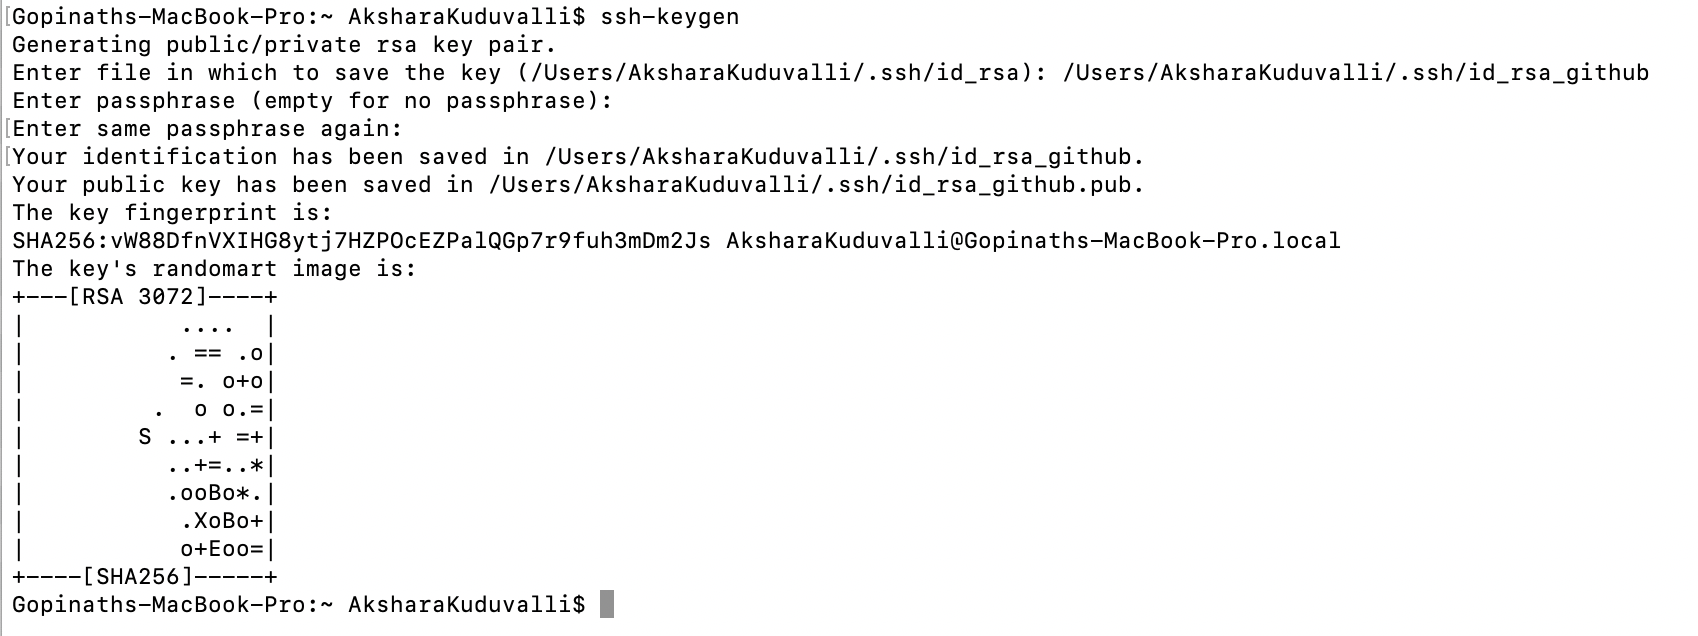 [Gopinaths-MacBook-Pro:~ AksharaKuduvalli$ ssh-keygen
Generating public/private rsa key pair.
Enter file in which to save the key (/Users/AksharaKuduvalli/.ssh/id_rsa): /Users/AksharaKuduvalli/.ssh/id_rsa_github
Enter passphrase (empty for no passphrase):
[Enter same passphrase again:
[Your identification has been saved in /Users/AksharaKuduvalli/.ssh/id_rsa_github.
Your public key has been saved in /Users/AksharaKuduvalli/.ssh/id_rsa_github.pub.
The key fingerprint is:
SHA256:vW88DfnVXIHG8ytj7HZPOcEZPalQGp7r9fuh3mDm2Js AksharaKuduvalli@Gopinaths-MacBook-Pro.local
The key's randomart image is:
+---[RSA 3072]----+
|            .... |
|           . == .o|
|            =. o+o|
|          .  o o.=|
|         S ...+ =+|
|           ..+=..*|
|           .ooBo*.|
|            .XoBo+|
|            o+Eoo=|
+----[SHA256]-----+
Gopinaths-MacBook-Pro:~ AksharaKuduvalli$